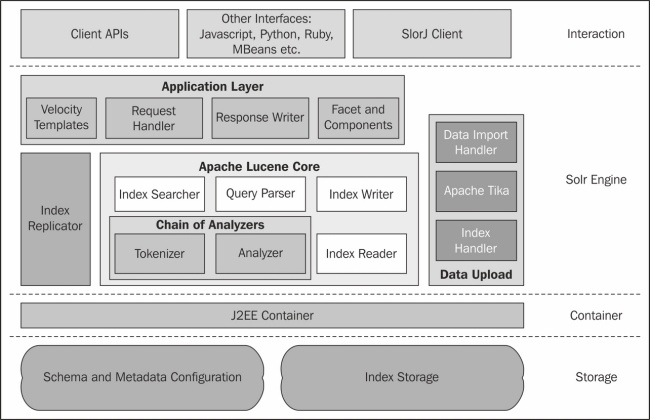 Client APIs
Other Interfaces:
Javascript, Python, Ruby,
MBeans etc.
SlorJ Client
Interaction
Application Layer
Velocity
Templates
Request
Handler
Response Writer
Facet and
Components
Data Import
Handler
Apache Tika
Index
Handler
Data Upload
Solr Engine
Index
Replicator
Apache Lucene Core
Index Searcher
Query Parser
Index Writer
Chain of Analyzers
Tokenizer
Analyzer
Index Reader
J2EE Container
Container
Schema and Metadata Configuration
Index Storage
Storage